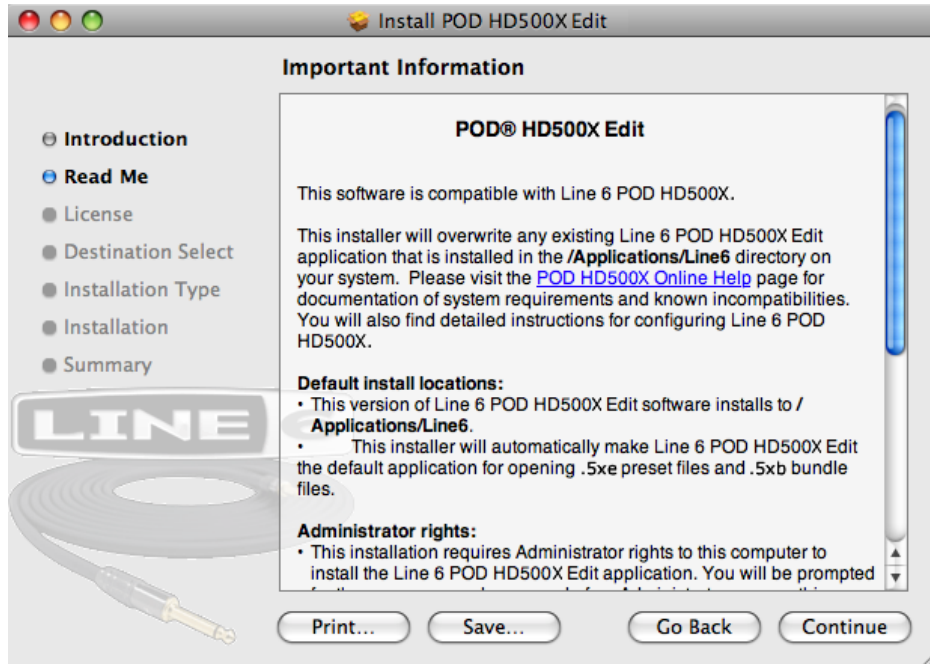 Install POD HD500X Edit
Important Information
Introduction
Read Me
License
Destination Select
Installation Type
Installation
Summary
LINE 6
POD® HD500X Edit
This software is compatible with Line 6 POD HD500X.
This installer will overwrite any existing Line 6 POD HD500X Edit
application that is installed in the /Applications/Line6 directory on
your system. Please visit the POD HD500X Online Help page for
documentation of system requirements and known incompatibilities.
You will also find detailed instructions for configuring Line 6 POD
HD500X.
Default install locations:
• This version of Line 6 POD HD500X Edit software installs to /
Applications/Line6.
• This installer will automatically make Line 6 POD HD500X Edit
the default application for opening .5xe preset files and .5xb bundle
files.
Administrator rights:
• This installation requires Administrator rights to this computer to
install the Line 6 POD HD500X Edit application. You will be prompted
Print...
Save...
Go Back
Continue